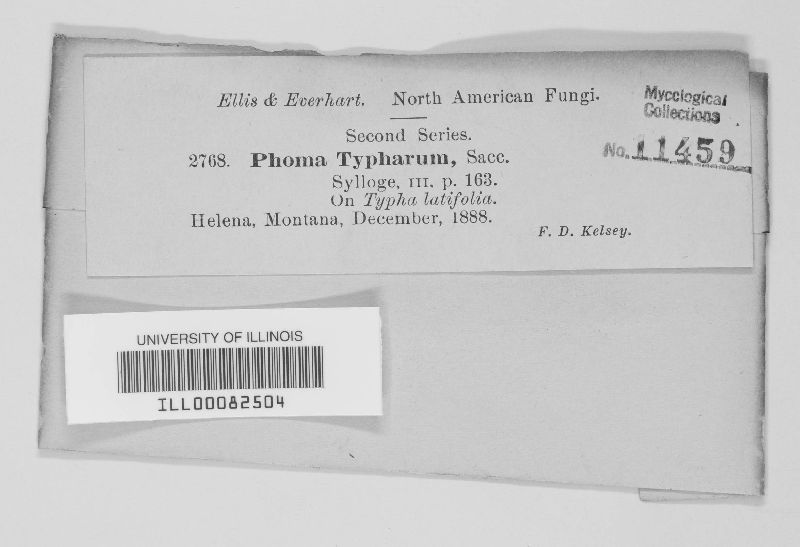 Ellis & Everhart. North American Fungi.
Second Series.
2768. Phoma Typharum, Sacc.
Sylloge, III, p. 163.
On Typha latifolia.
Helena, Montana, December, 1888.
F. D. Kelsey.
Mycological
Collections
No. 11459
UNIVERSITY OF ILLINOIS
ILL00082504